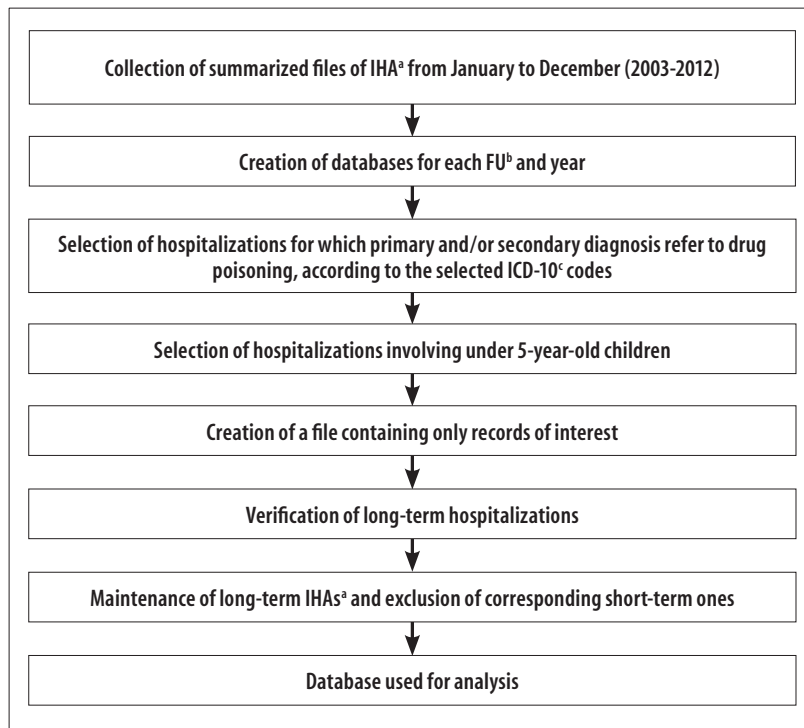 Collection of summarized files of IHAᵃ from January to December (2003-2012)
Creation of databases for each FUᵇ and year
Selection of hospitalizations for which primary and/or secondary diagnosis refer to drug
poisoning, according to the selected ICD-10ᶜ codes
Selection of hospitalizations involving under 5-year-old children
Creation of a file containing only records of interest
Verification of long-term hospitalizations
Maintenance of long-term IHAsᵃ and exclusion of corresponding short-term ones
Database used for analysis